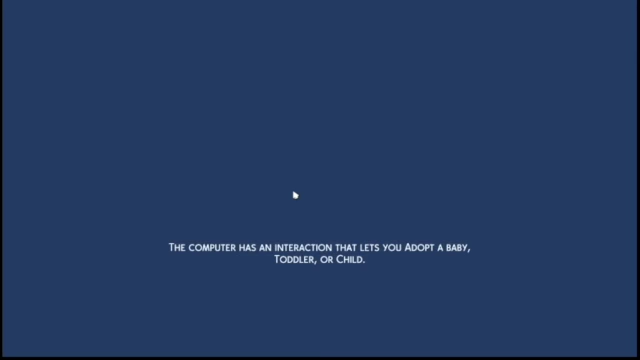 The computer has an interaction that lets you Adopt a baby,
Toddler, or Child.